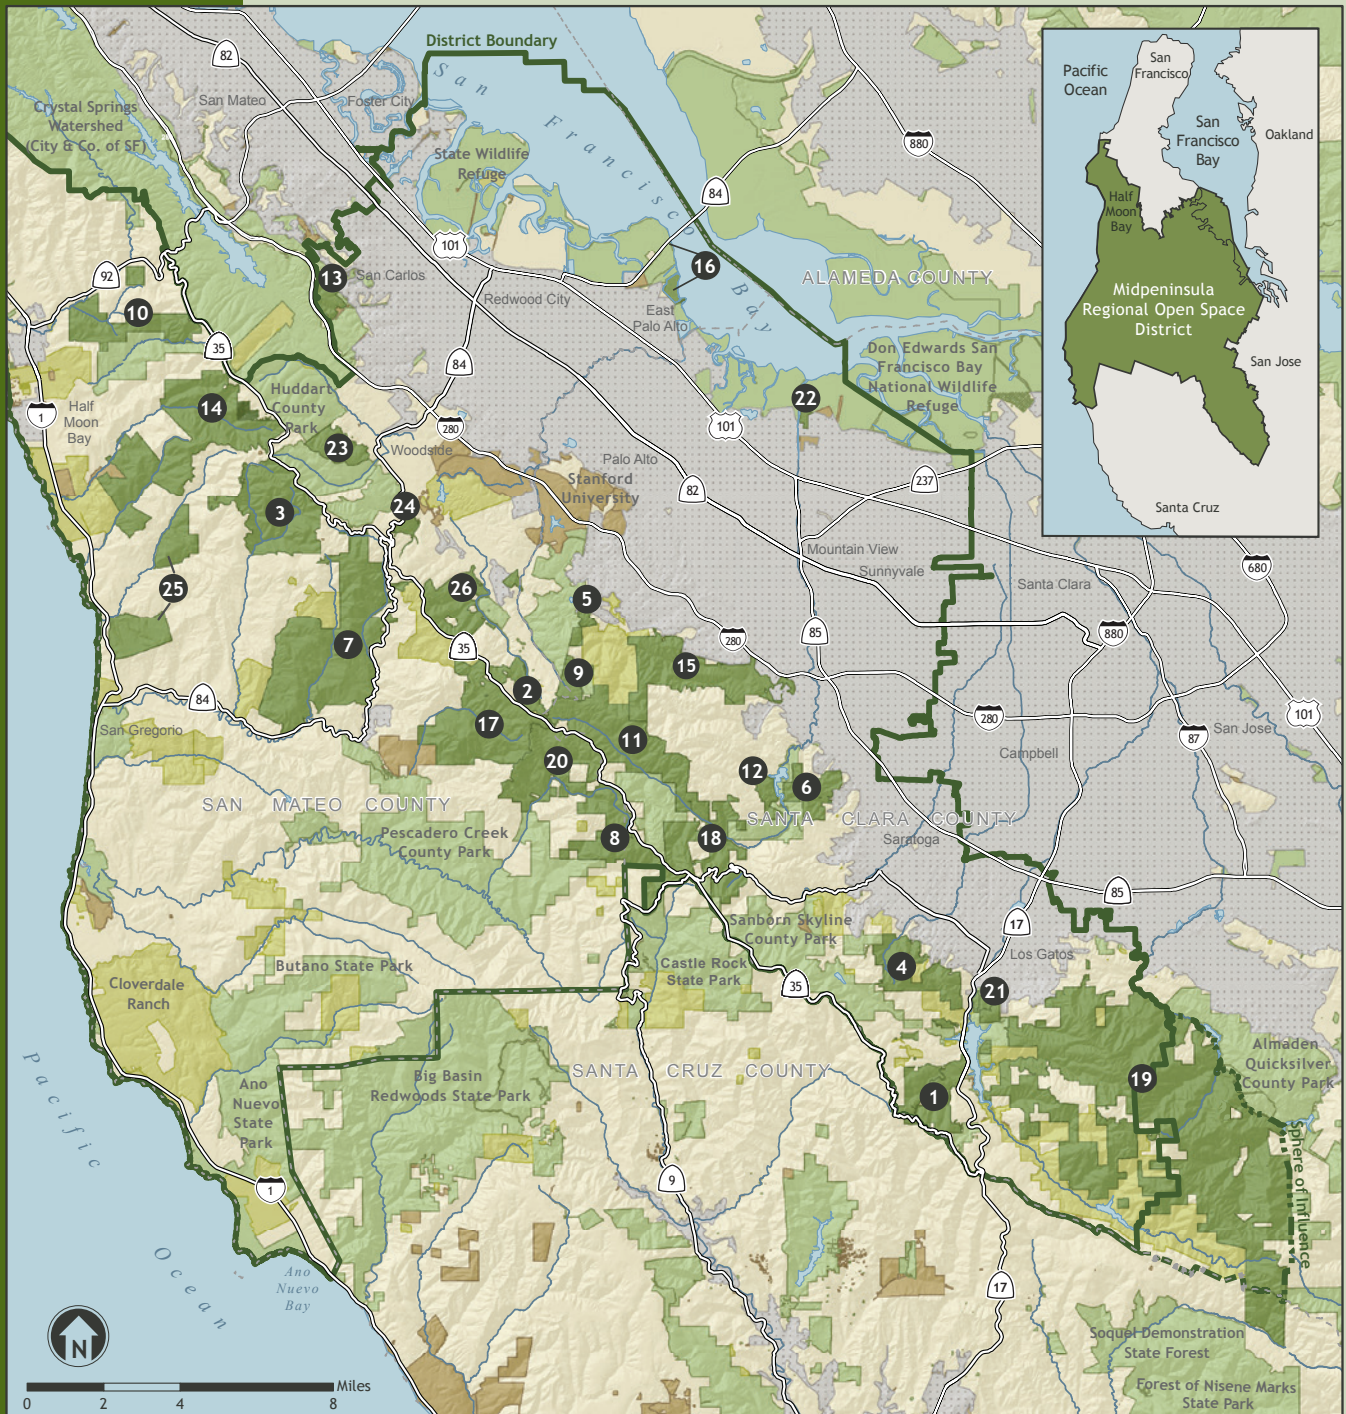 District Boundary
82
San Mateo
Foster City
Crystal Springs
Watershed
(City & Co. of SF)
San Francisco Bay
State Wildlife
Refuge
880
84
101
92
13
San Carlos
16
ALAMEDA COUNTY
Redwood City
East
Palo Alto
10
35
84
Don Edwards San
Francisco Bay
National Wildlife
Refuge
Huddart
County
Park
14
22
1
Half
Moon
Bay
280
101
23
Woodside
Palo Alto
Stanford
University
82
237
3
24
Mountain View
Sunnyvale
Santa Clara
680
25
26
5
7
35
280
85
880
9
15
2
84
San Gregorio
17
11
280
87
San Jose
101
Campbell
20
12
6
SAN MATEO COUNTY
SANTA CLARA COUNTY
Pescadero Creek
County Park
8
18
Saratoga
85
Sanborn Skyline
County Park
17
Butano State Park
Castle Rock
State Park
4
Los Gatos
Cloverdale
Ranch
35
21
Pacific Ocean
Big Basin
Redwoods State Park
SANTA CRUZ COUNTY
Almaden
Quicksilver
County Park
Ano
Nuevo
State
Park
1
19
Sphere of Influence
1
9
Ano
Nuevo
Bay
17
Soquel Demonstration
State Forest
Forest of Nisene Marks
State Park
N
Miles
0 2 4 8
San
Francisco
Pacific
Ocean
San
Francisco
Bay
Oakland
Half
Moon
Bay
Midpeninsula
Regional Open Space
District
San Jose
Santa Cruz